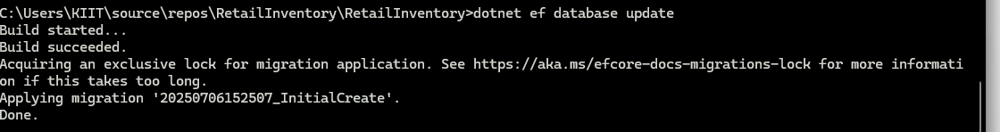 C:\Users\KIIT\source\repos\RetailInventory\RetailInventory>dotnet ef database update
Build started...
Build succeeded.
Acquiring an exclusive lock for migration application. See https://aka.ms/efcore-docs-migrations-lock for more informati
on if this takes too long.
Applying migration '20250706152507_InitialCreate'.
Done.